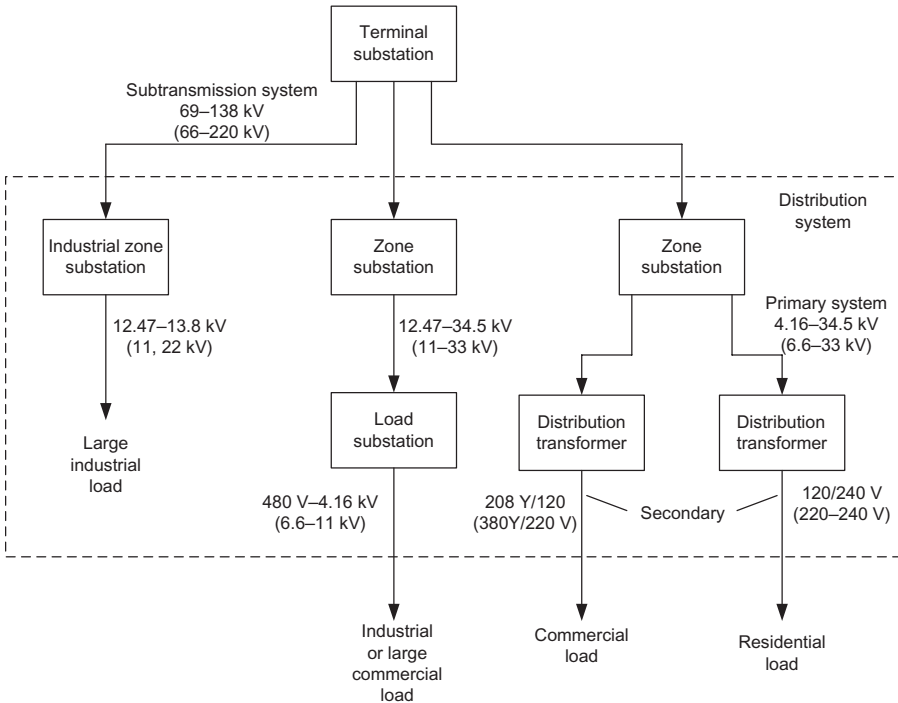 Terminal
substation
Subtransmission system
69–138 kV
(66–220 kV)
Distribution
system
Industrial zone
substation
Zone
substation
Zone
substation
12.47–13.8 kV
(11, 22 kV)
12.47–34.5 kV
(11–33 kV)
Primary system
4.16–34.5 kV
(6.6–33 kV)
Large
industrial
load
Load
substation
Distribution
transformer
Distribution
transformer
480 V–4.16 kV
(6.6–11 kV)
208 Y/120
(380Y/220 V)
Secondary
120/240 V
(220–240 V)
Industrial
or large
commercial
load
Commercial
load
Residential
load